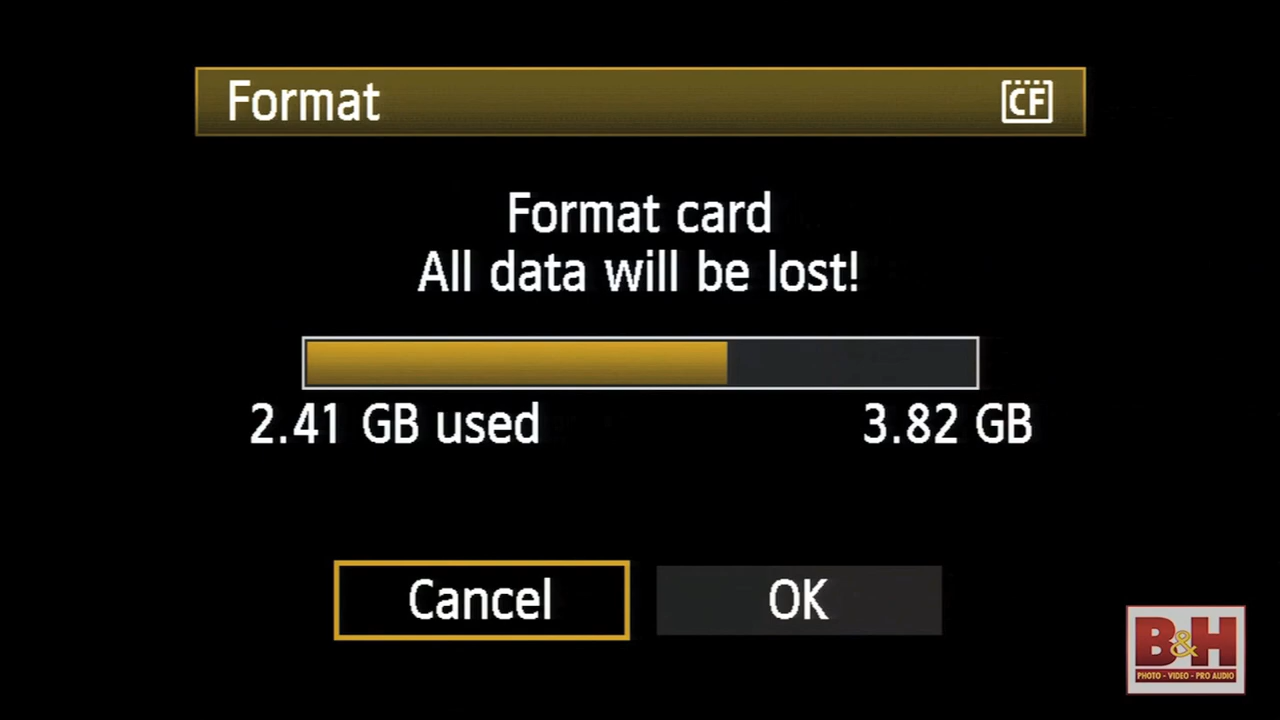 Format CF
Format card
All data will be lost!
2.41 GB used 3.82 GB
Cancel OK
B&H
PHOTO - VIDEO - PRO AUDIO